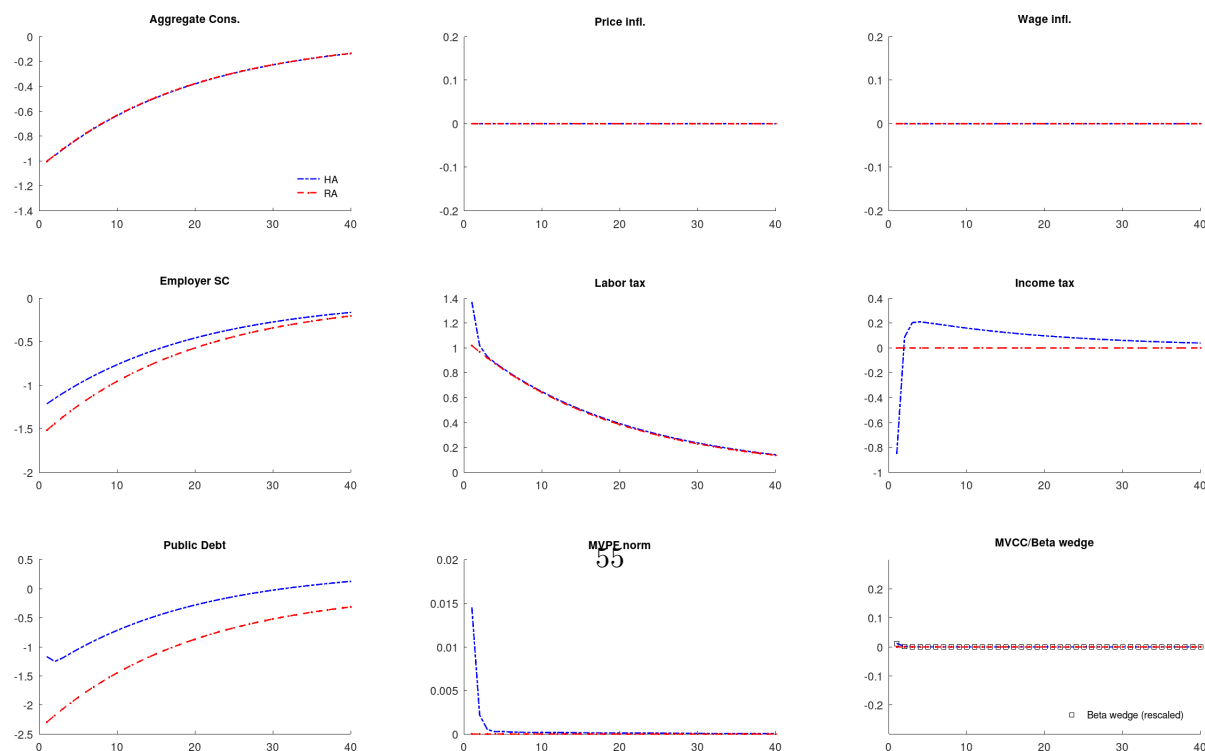 Aggregate Cons.
0
-0.2
-0.4
-0.6
-0.8
-1
-1.2
-1.4
0 10 20 30 40
HA
RA
Price infl.
0.2
0.1
0
-0.1
-0.2
0 10 20 30 40
Wage infl.
0.2
0.1
0
-0.1
-0.2
0 10 20 30 40
Employer SC
0
-0.5
-1
-1.5
-2
0 10 20 30 40
Labor tax
1.4
1.2
1
0.8
0.6
0.4
0.2
0
0 10 20 30 40
Income tax
0.4
0.2
0
-0.2
-0.4
-0.6
-0.8
-1
0 10 20 30 40
Public Debt
0.5
0
-0.5
-1
-1.5
-2
-2.5
0 10 20 30 40
MVPF norm
55
0.02
0.015
0.01
0.005
0
0 10 20 30 40
MVCC/Beta wedge
0.2
0.1
0
-0.1
-0.2
Beta wedge (rescaled)
0 10 20 30 40